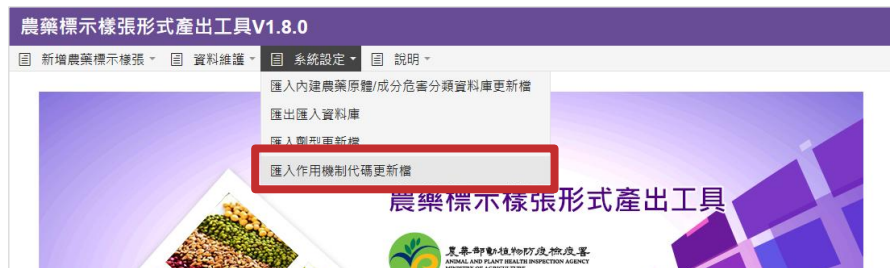 農藥標示樣張形式產出工具V1.8.0
新增農藥標示樣張 資料維護 系統設定 說明
匯入內建農藥原體/成分危害分類資料庫更新檔
匯出匯入資料庫
匯入劑型更新檔
匯入作用機制代碼更新檔
農藥標示樣張形式產出工具
農業部動植物防疫檢疫署
ANIMAL AND PLANT HEALTH INSPECTION AGENCY
MINISTRY OF AGRICULTURE